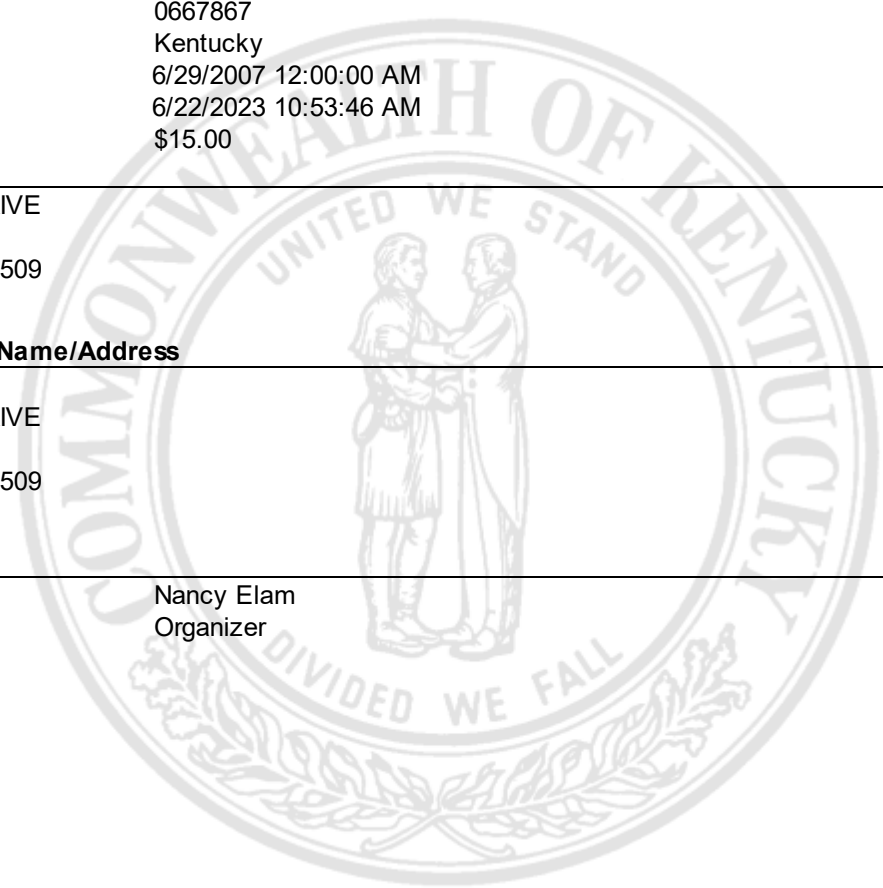 0667867
Kentucky
6/29/2007 12:00:00 AM
6/22/2023 10:53:46 AM
$15.00
IVE
509
Name/Address
IVE
509
Nancy Elam
Organizer
COMMONWEALTH OF KENTUCKY
UNITED WE STAND
DIVIDED WE FALL